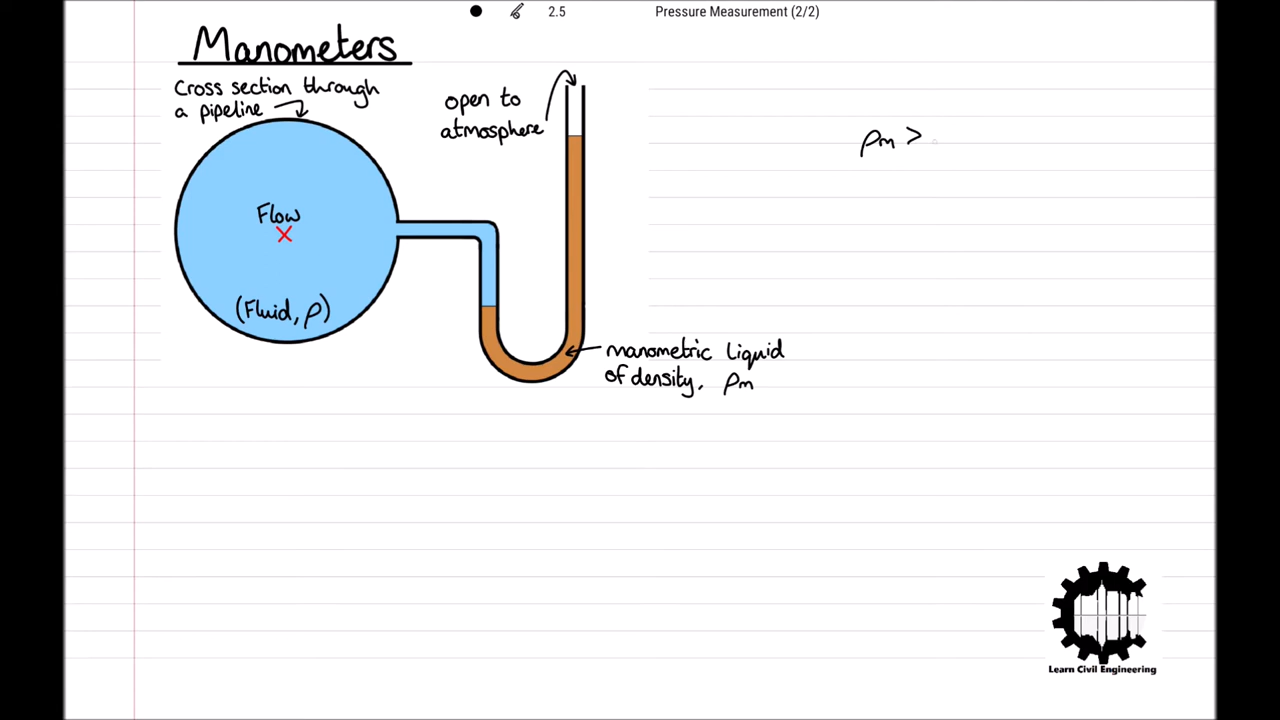 2.5 Pressure Measurement (2/2)
Manometers
Cross section through
a pipeline
open to
atmosphere
ρm >
Flow
(Fluid, ρ)
manometric liquid
of density, ρm
Learn Civil Engineering